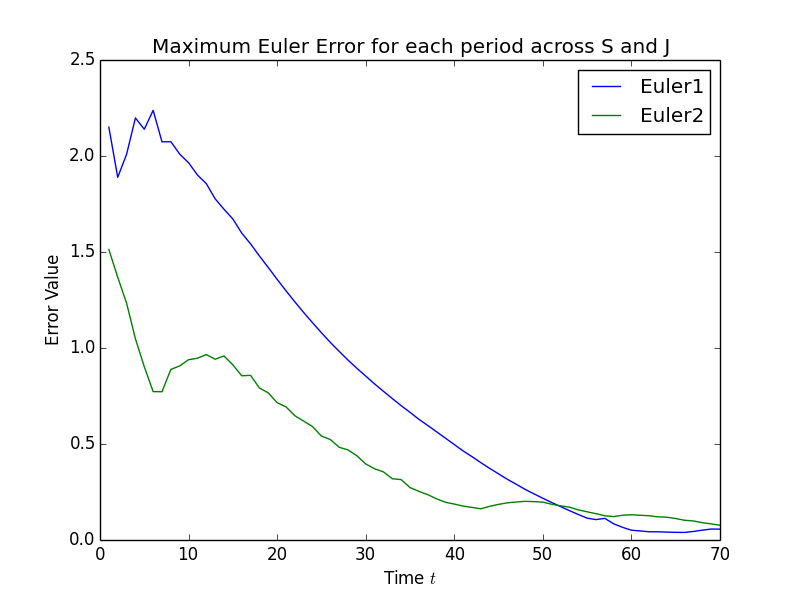 Maximum Euler Error for each period across S and J
Euler1
Euler2
2.5
2.0
1.5
1.0
0.5
0.0
Error Value
0 10 20 30 40 50 60 70
Time t